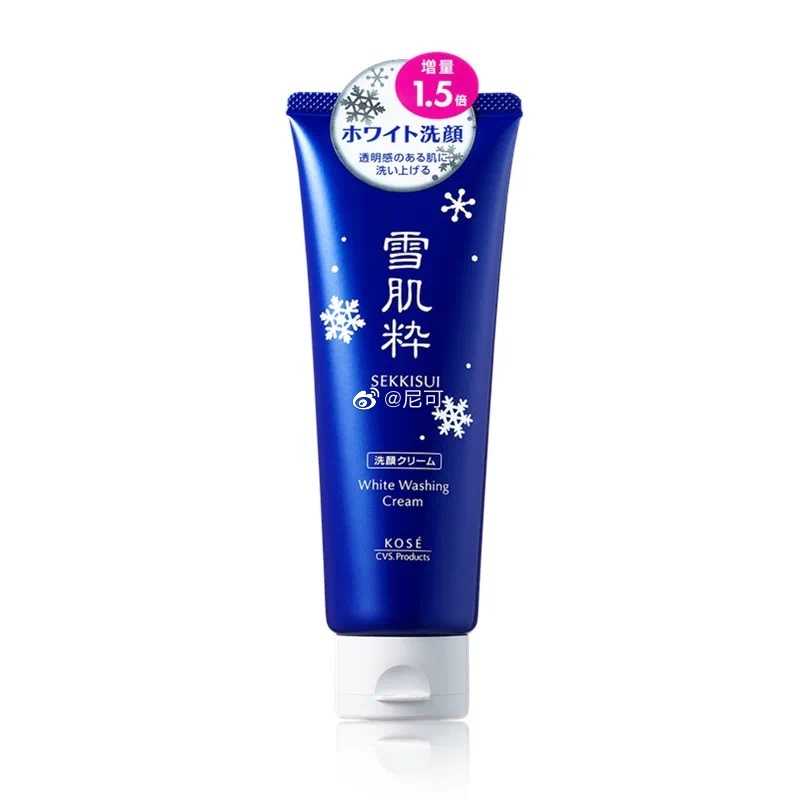 増量
1.5倍
ホワイト洗顔
透明感のある肌に
洗い上げる
雪肌粋
SEKKISUI
@尼可
洗顔クリーム
White Washing
Cream
KOSÉ
CVS.Products